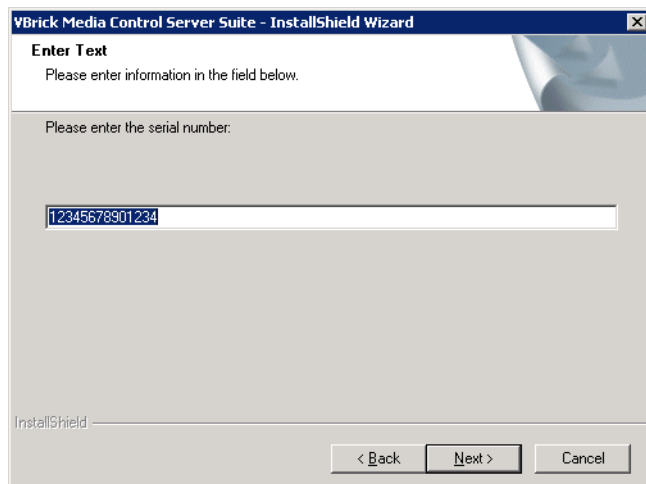 VBrick Media Control Server Suite - InstallShield Wizard
Enter Text
Please enter information in the field below.
Please enter the serial number:
12345678901234
InstallShield
< Back Next > Cancel